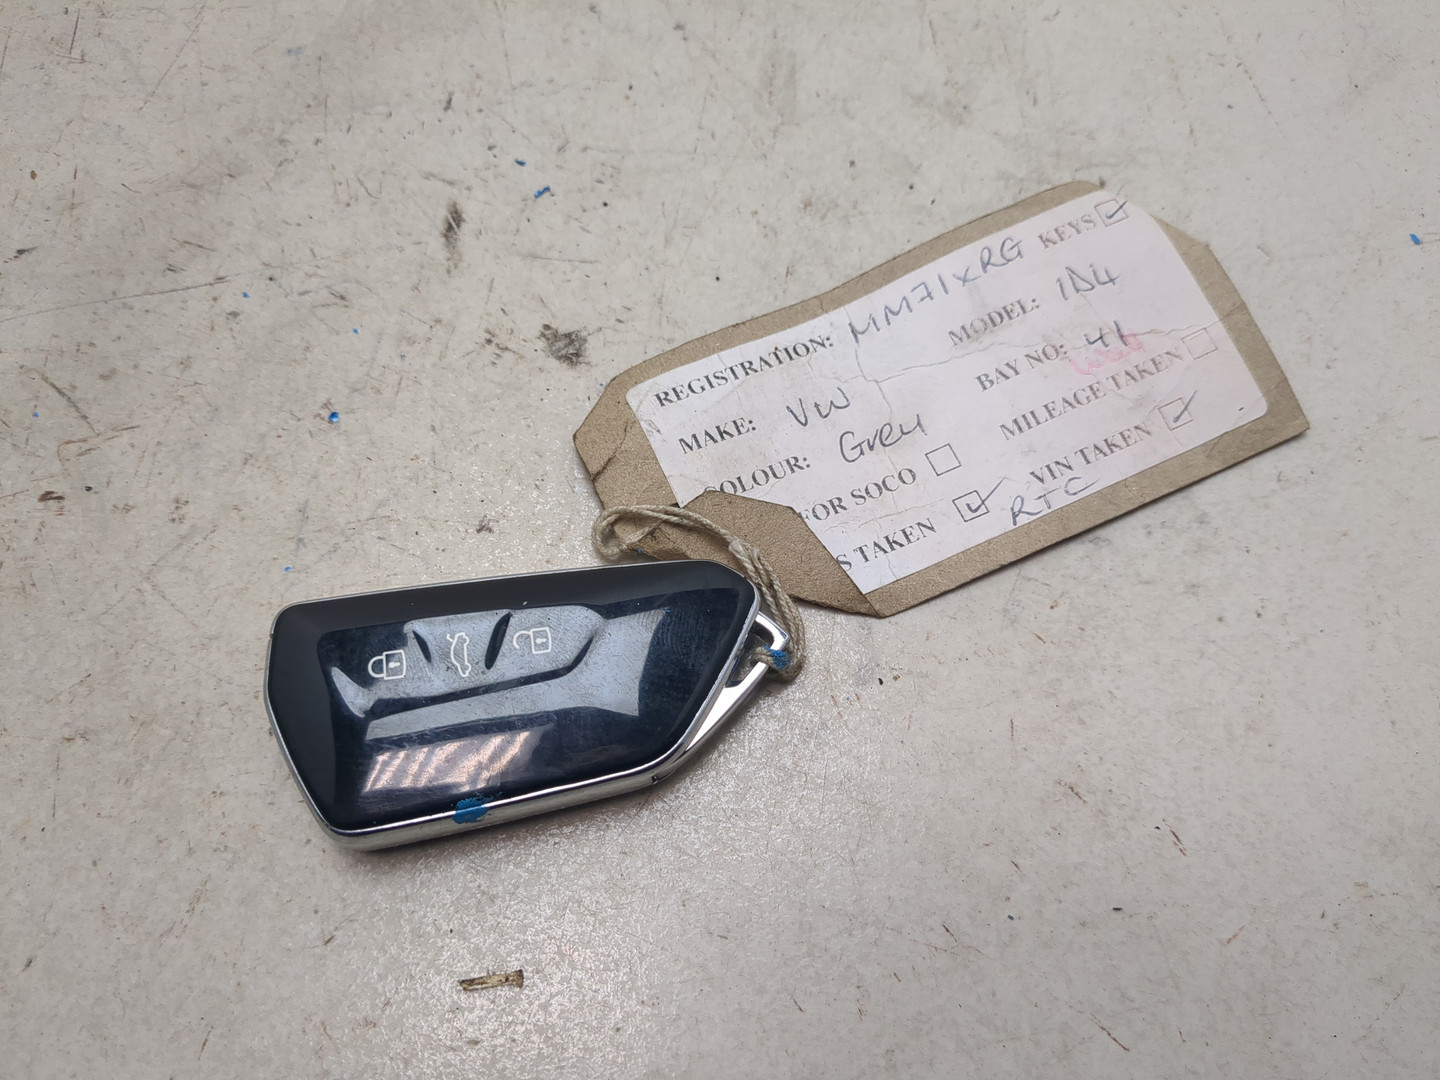 REGISTRATION: MM71XRG KEYS
MAKE: VW MODEL: ID4
COLOUR: Grey BAY NO: 41
FOR SOCO MILEAGE TAKEN
S TAKEN VIN TAKEN
RTC